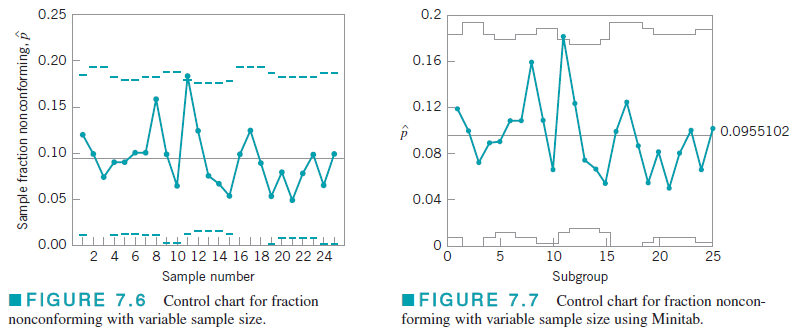 0.25
0.20
0.15
0.10
0.05
0.00
Sample fraction nonconforming, p̂
2 4 6 8 10 12 14 16 18 20 22 24
Sample number
■ FIGURE 7.6 Control chart for fraction
nonconforming with variable sample size.
0.2
0.16
0.12
0.08
0.04
0
p̂
0.0955102
0 5 10 15 20 25
Subgroup
■ FIGURE 7.7 Control chart for fraction noncon-
forming with variable sample size using Minitab.